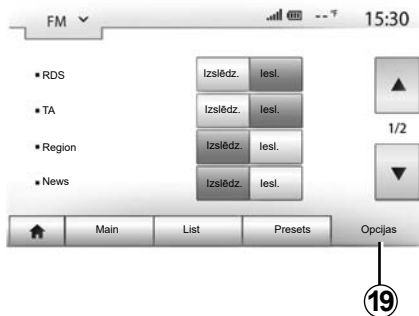 FM -- °F 15:30
RDS Izslēdz. Iesl.
TA Izslēdz. Iesl.
1/2
Region Izslēdz. Iesl.
News Izslēdz. Iesl.
Main List Presets Opcijas
19